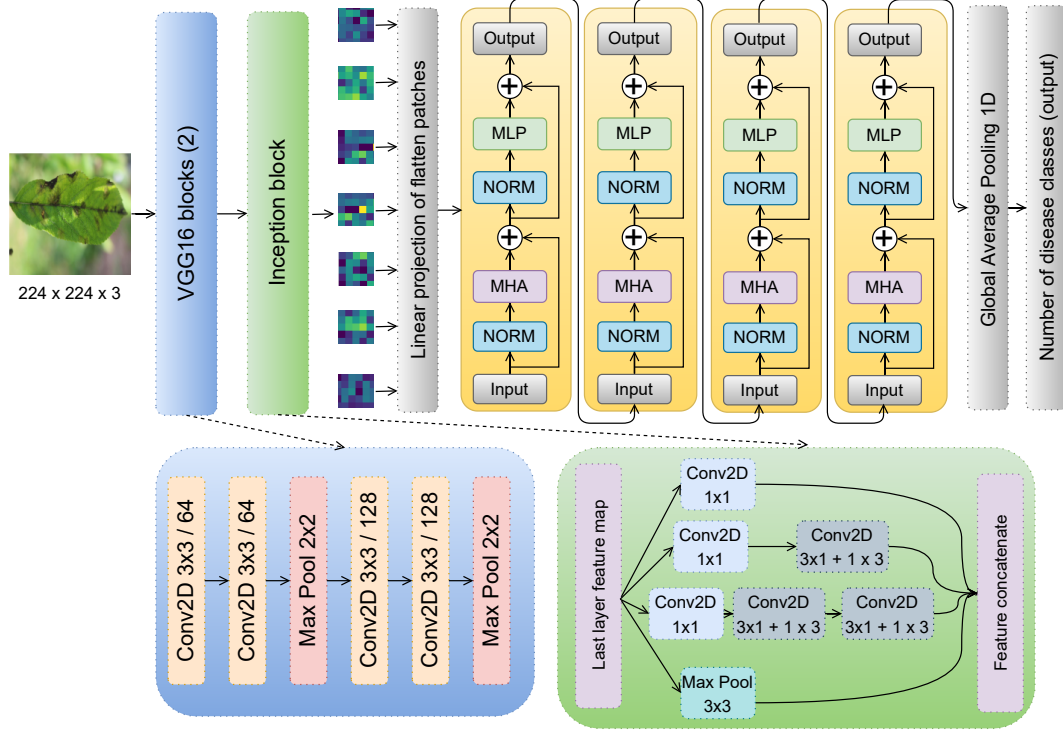 224 x 224 x 3
VGG16 blocks (2)
Inception block
Linear projection of flatten patches
Output
MLP
NORM
MHA
NORM
Input
Output
MLP
NORM
MHA
NORM
Input
Output
MLP
NORM
MHA
NORM
Input
Output
MLP
NORM
MHA
NORM
Input
Global Average Pooling 1D
Number of disease classes (output)
Conv2D 3x3 / 64
Conv2D 3x3 / 64
Max Pool 2x2
Conv2D 3x3 / 128
Conv2D 3x3 / 128
Max Pool 2x2
Last layer feature map
Conv2D
1x1
Conv2D
1x1
Conv2D
3x1 + 1 x 3
Conv2D
1x1
Conv2D
3x1 + 1 x 3
Conv2D
3x1 + 1 x 3
Max Pool
3x3
Feature concatenate